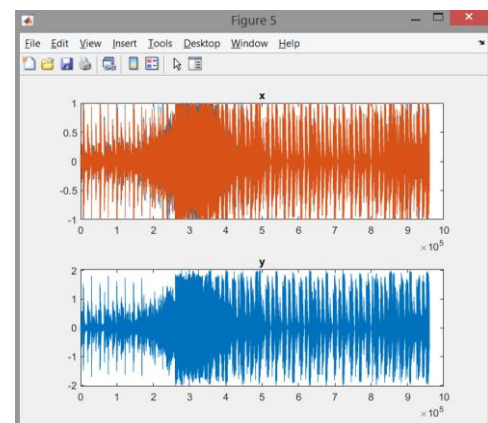 Figure 5
File Edit View Insert Tools Desktop Window Help
x
1
0.5
0
-0.5
-1
0 1 2 3 4 5 6 7 8 9 10
×10^5
y
2
1
0
-1
-2
0 1 2 3 4 5 6 7 8 9 10
×10^5